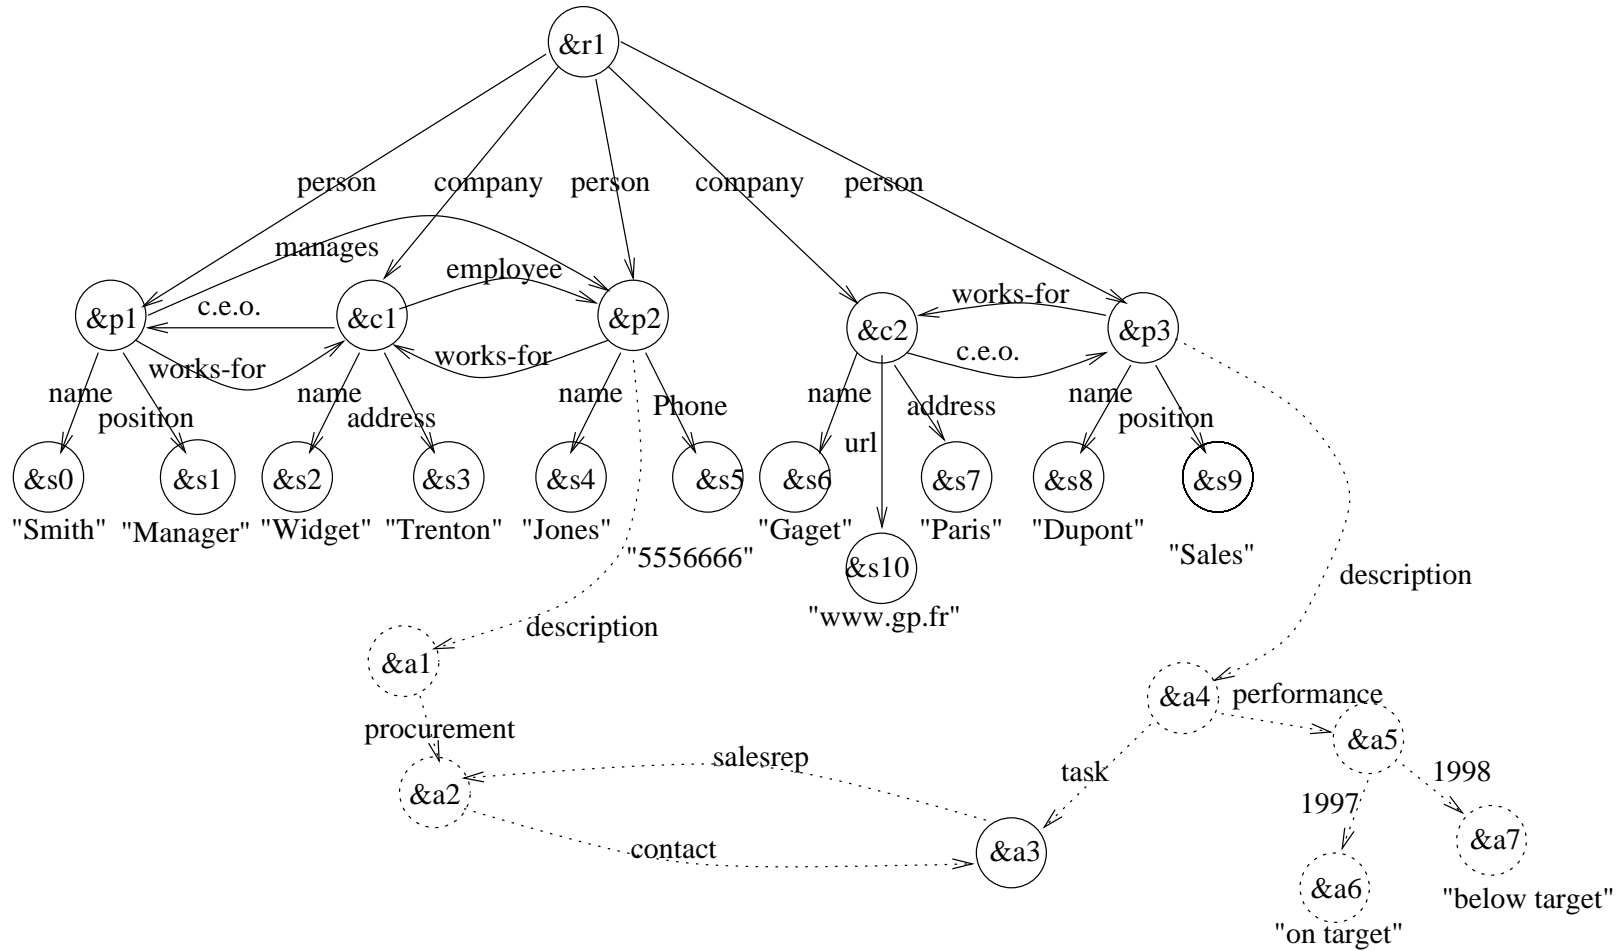 &r1
person
company
person
company
person
manages
employee
works-for
c.e.o.
&p1
&c1
&p2
&c2
&p3
works-for
works-for
c.e.o.
name
position
name
address
name
Phone
name
url
address
name
position
&s0
&s1
&s2
&s3
&s4
&s5
&s6
&s7
&s8
&s9
"Smith"
"Manager"
"Widget"
"Trenton"
"Jones"
"5556666"
"Gaget"
"Paris"
"Dupont"
"Sales"
&s10
"www.gp.fr"
description
description
&a1
&a4
performance
procurement
&a5
salesrep
task
1998
&a2
1997
contact
&a3
&a7
&a6
"below target"
"on target"